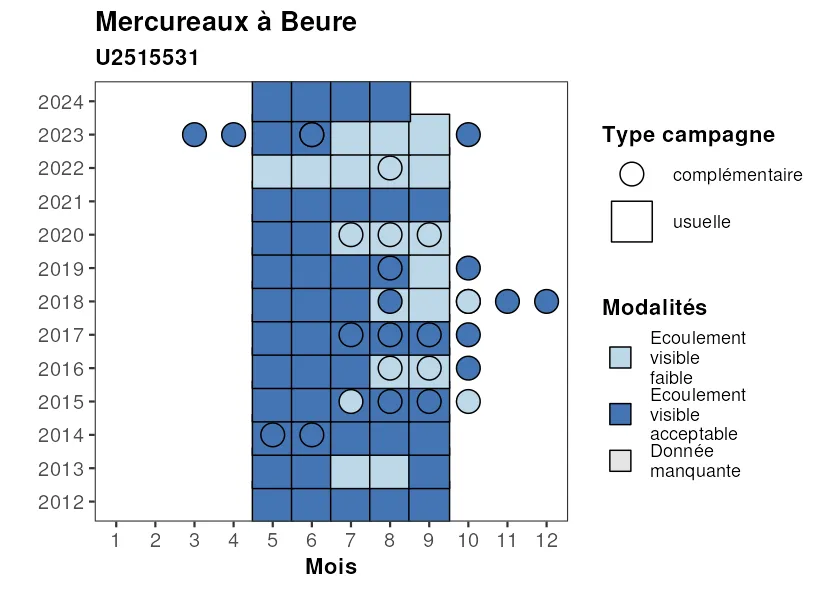 Mercureaux à Beure
U2515531
2024
2023
2022
2021
2020
2019
2018
2017
2016
2015
2014
2013
2012
1 2 3 4 5 6 7 8 9 10 11 12
Mois
Type campagne
complémentaire
usuelle
Modalités
Ecoulement
visible
faible
Ecoulement
visible
acceptable
Donnée
manquante